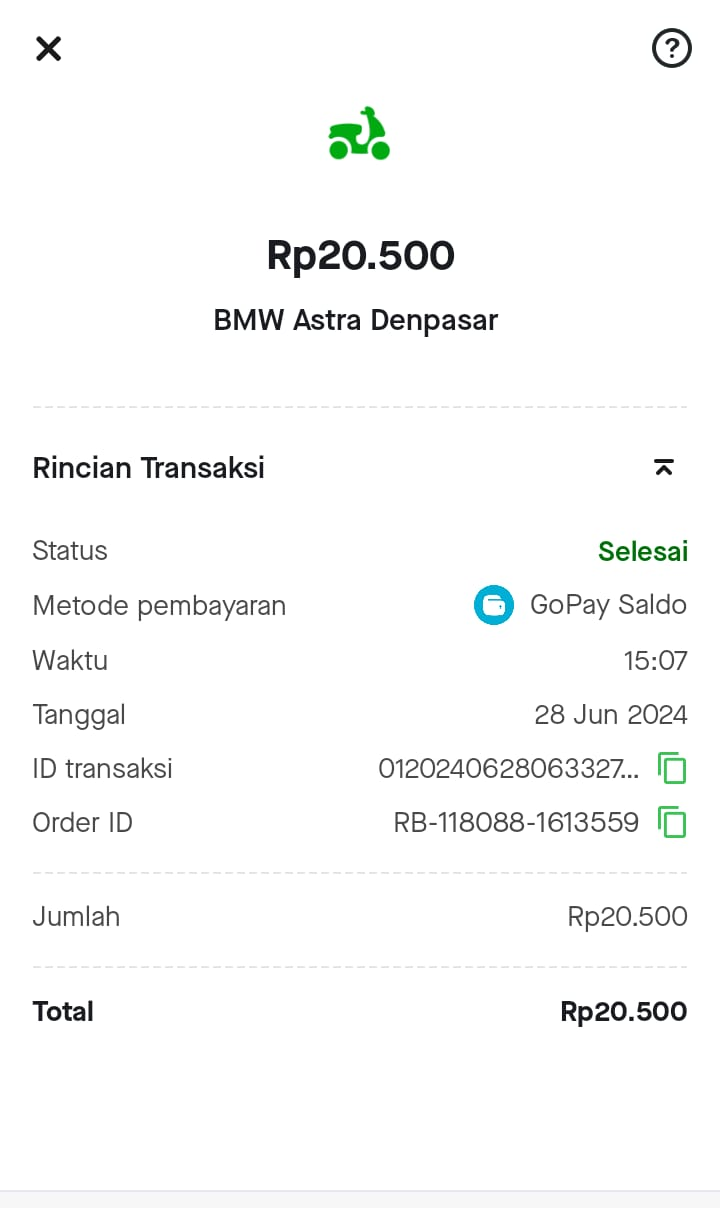 Rp20.500
BMW Astra Denpasar
Rincian Transaksi
Status Selesai
Metode pembayaran GoPay Saldo
Waktu 15:07
Tanggal 28 Jun 2024
ID transaksi 0120240628063327...
Order ID RB-118088-1613559
Jumlah Rp20.500
Total Rp20.500